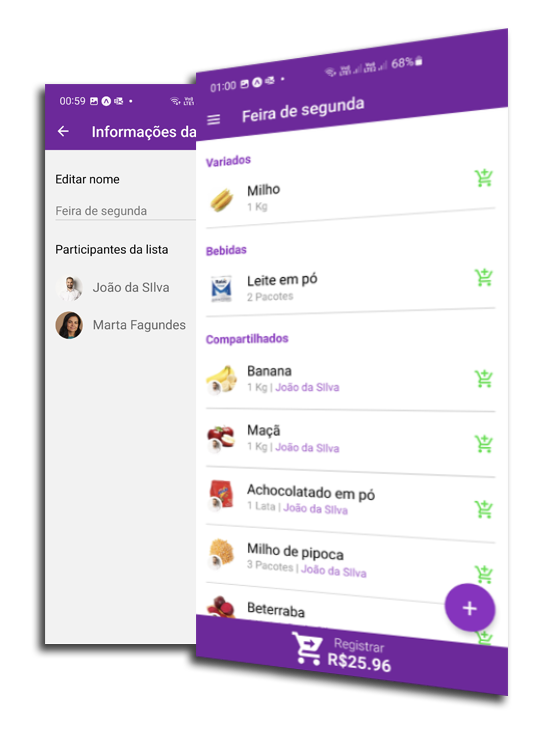 00:59
Informações da
Editar nome
Feira de segunda
Participantes da lista
João da SIlva
Marta Fagundes
01:00
68%
Feira de segunda
Variados
Milho
1 Kg
Bebidas
Leite em pó
2 Pacotes
Compartilhados
Banana
1 Kg | João da SIlva
Maçã
1 Kg | João da SIlva
Achocolatado em pó
1 Lata | João da SIlva
Milho de pipoca
3 Pacotes | João da SIlva
Beterraba
+
Registrar
R$25.96